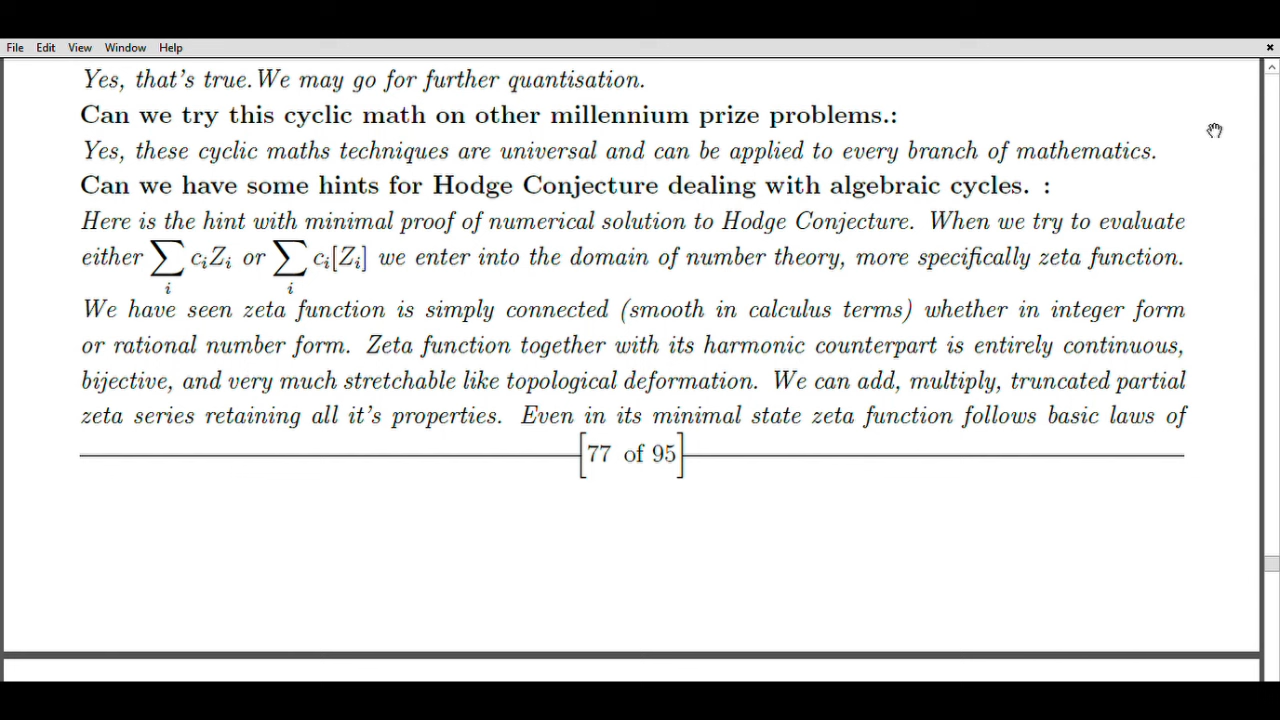 File Edit View Window Help
Yes, that's true.We may go for further quantisation.
Can we try this cyclic math on other millennium prize problems.:
Yes, these cyclic maths techniques are universal and can be applied to every branch of mathematics.
Can we have some hints for Hodge Conjecture dealing with algebraic cycles. :
Here is the hint with minimal proof of numerical solution to Hodge Conjecture. When we try to evaluate
either ∑_i c_i Z_i or ∑_i c_i[Z_i] we enter into the domain of number theory, more specifically zeta function.
We have seen zeta function is simply connected (smooth in calculus terms) whether in integer form
or rational number form. Zeta function together with its harmonic counterpart is entirely continuous,
bijective, and very much stretchable like topological deformation. We can add, multiply, truncated partial
zeta series retaining all it's properties. Even in its minimal state zeta function follows basic laws of
[77 of 95]